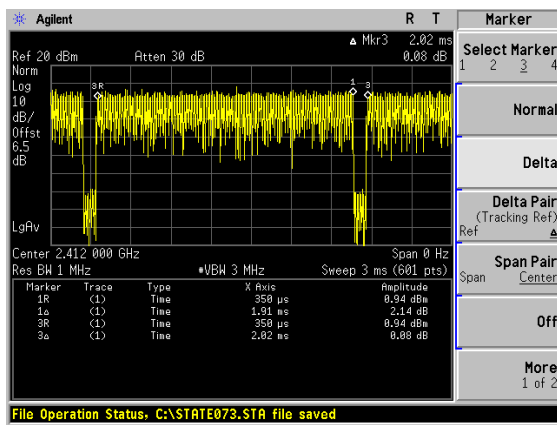 Agilent R T Marker
Δ Mkr3 2.02 ms
Ref 20 dBm Atten 30 dB 0.08 dB
Norm
Log
10
dB/
Offst
6.5
dB
LgAv
3R 1 3
Center 2.412 000 GHz Span 0 Hz
Res BW 1 MHz •VBW 3 MHz Sweep 3 ms (601 pts)
Marker Trace Type X Axis Amplitude
1R (1) Time 350 µs 0.94 dBm
1Δ (1) Time 1.91 ms 2.14 dB
3R (1) Time 350 µs 0.94 dBm
3Δ (1) Time 2.02 ms 0.08 dB
File Operation Status, C:\STATE073.STA file saved
Select Marker
1 2 3 4
Normal
Delta
Delta Pair
(Tracking Ref)
Ref Δ
Span Pair
Span Center
Off
More
1 of 2